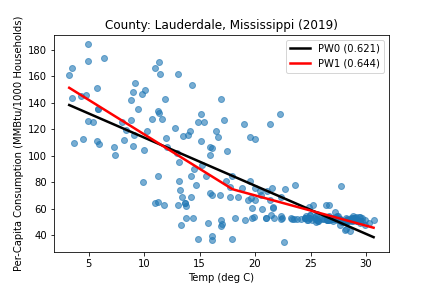 County: Lauderdale, Mississippi (2019)
Per-Capita Consumption (MMBtu/1000 Households)
180
160
140
120
100
80
60
40
PW0 (0.621)
PW1 (0.644)
5 10 15 20 25 30
Temp (deg C)